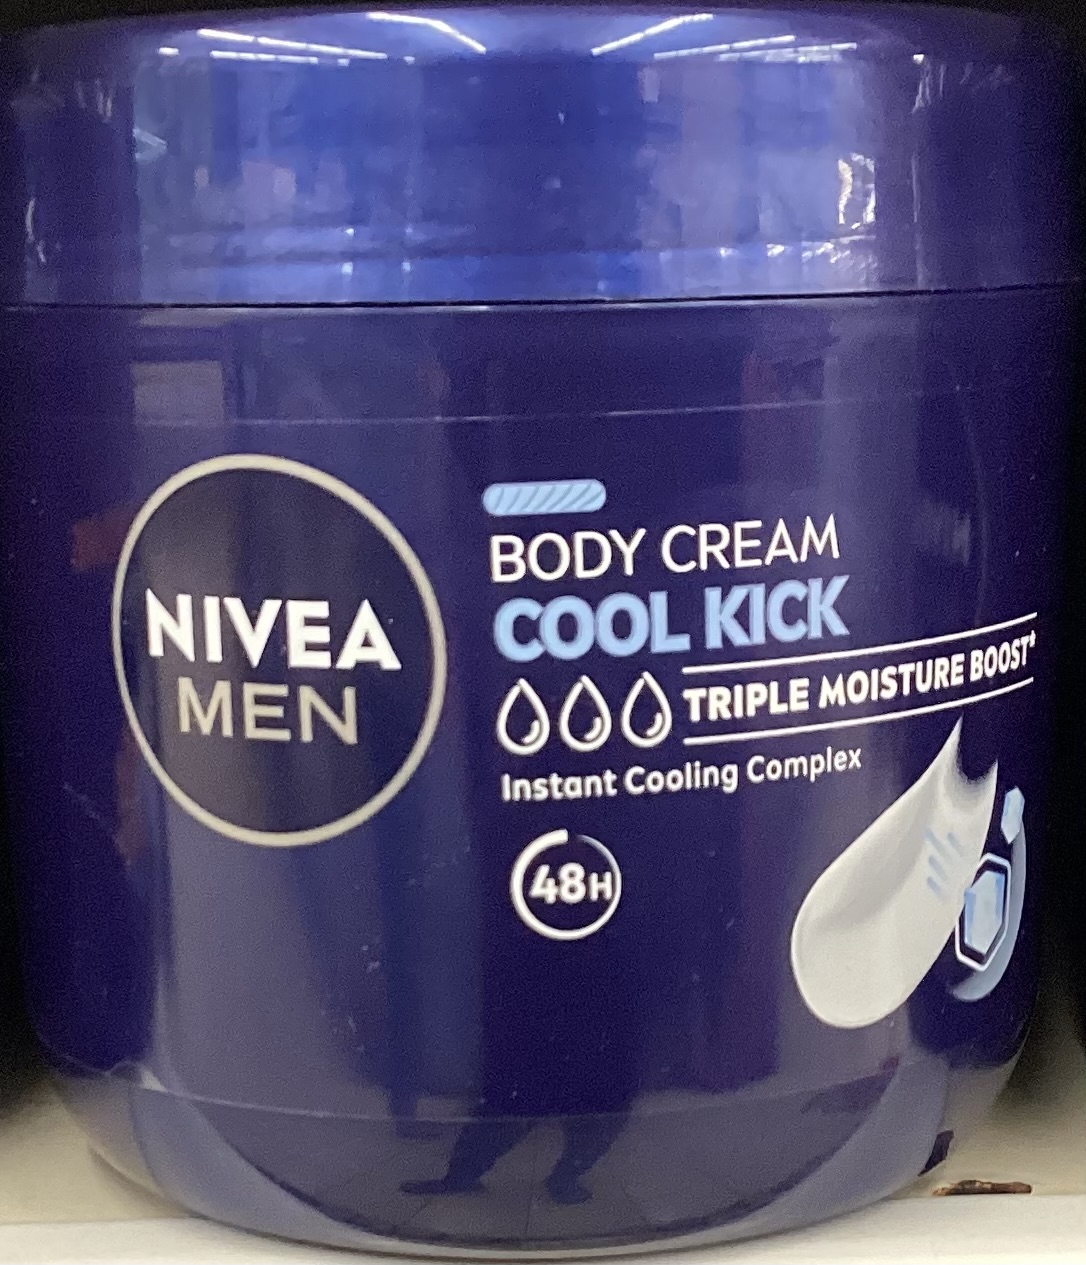 NIVEA
MEN
BODY CREAM
COOL KICK
TRIPLE MOISTURE BOOST*
Instant Cooling Complex
48H